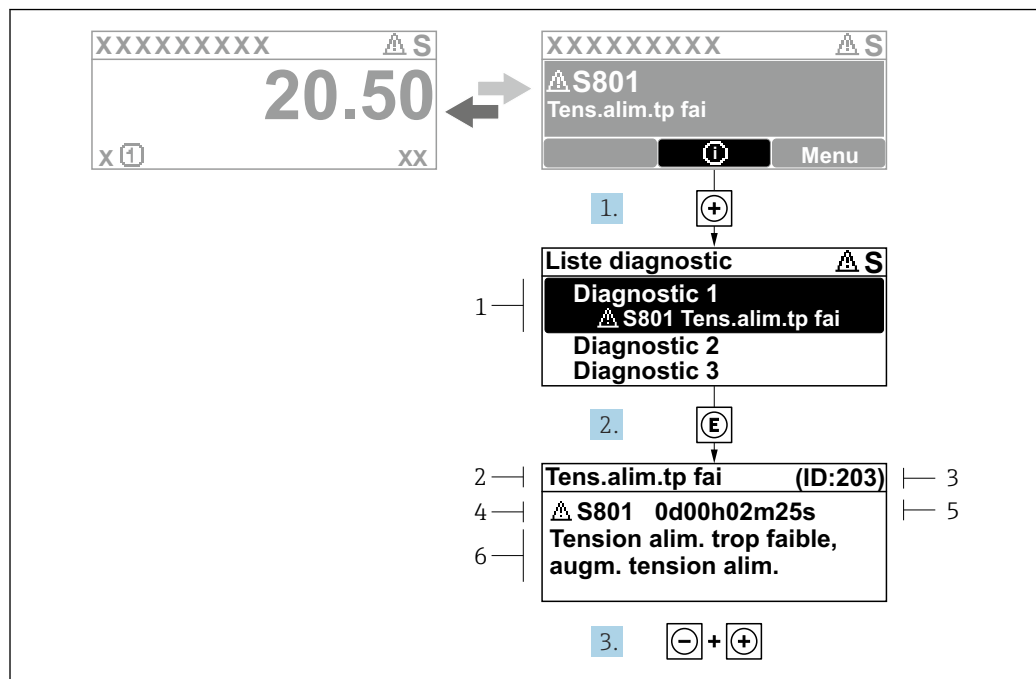 XXXXXXXXX ⚠S
20.50
x ① xx
XXXXXXXXX ⚠S
⚠S801
Tens.alim.tp fai
ⓘ Menu
1. +
Liste diagnostic ⚠S
1
Diagnostic 1
⚠ S801 Tens.alim.tp fai
Diagnostic 2
Diagnostic 3
2. E
2 Tens.alim.tp fai (ID:203) 3
4 ⚠ S801 0d00h02m25s 5
6
Tension alim. trop faible,
augm. tension alim.
3. - + +